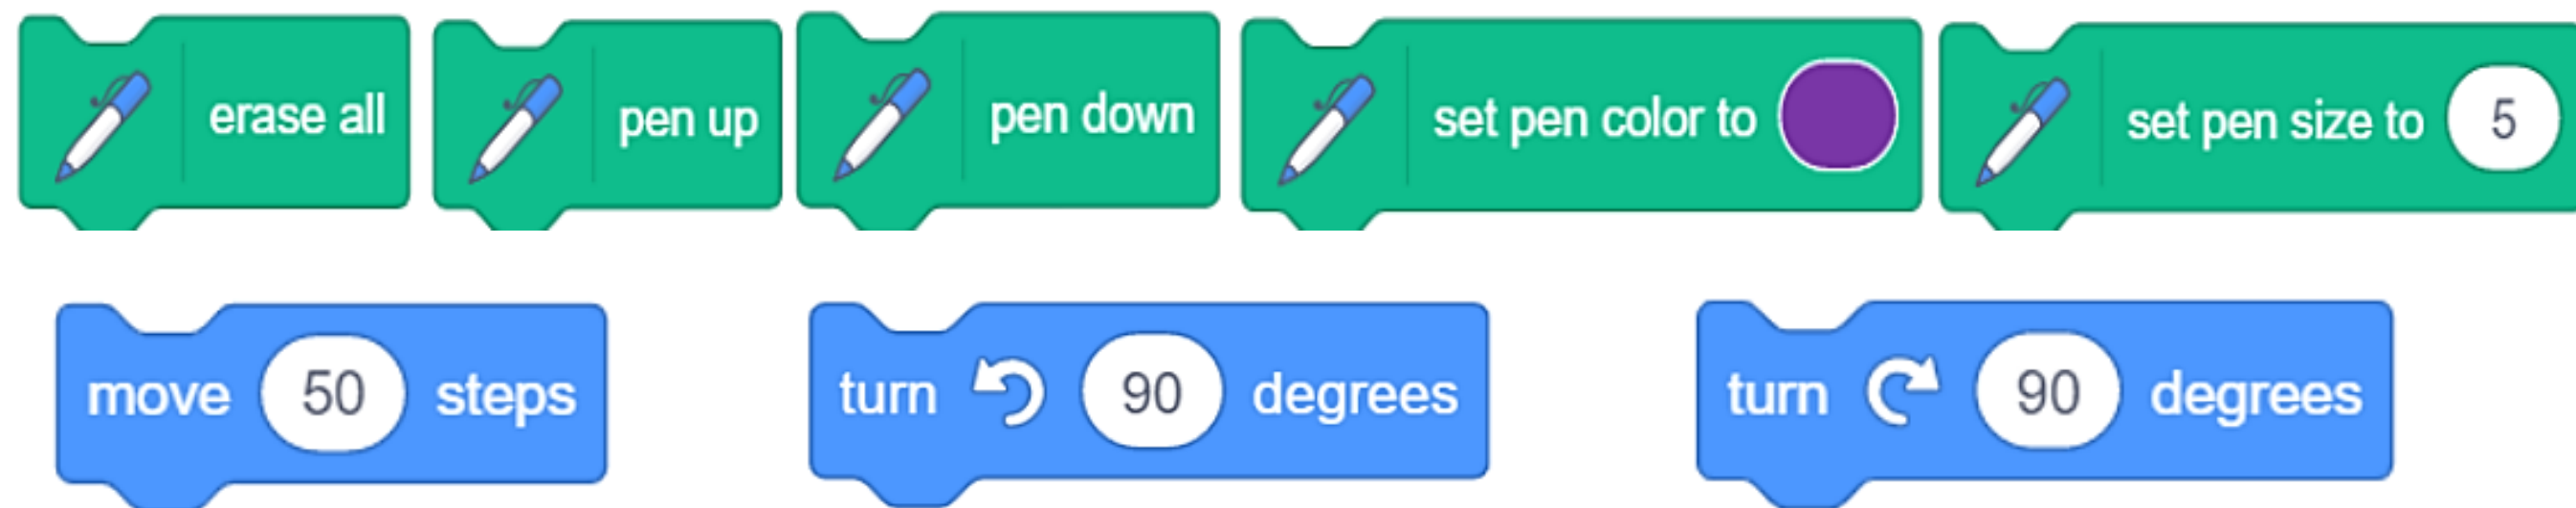 erase all
pen up
pen down
set pen color to
set pen size to 5
move 50 steps
turn 90 degrees
turn 90 degrees